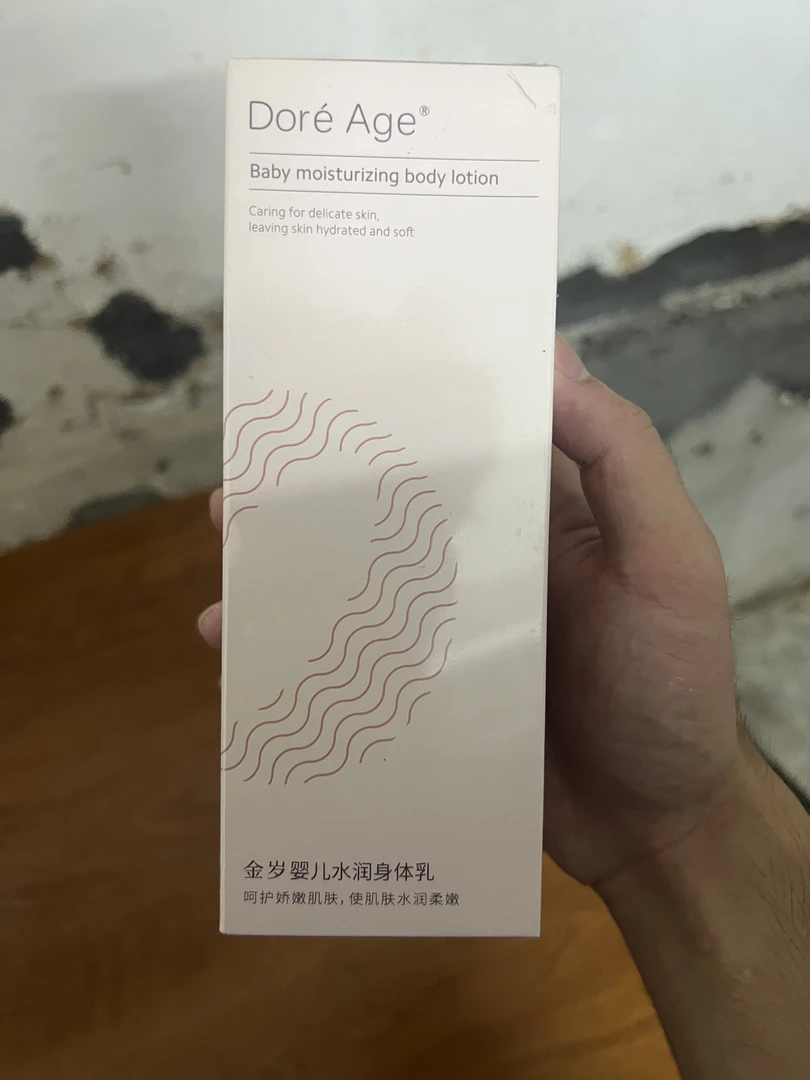 Doré Age®
Baby moisturizing body lotion
Caring for delicate skin,
leaving skin hydrated and soft
金岁婴儿水润身体乳
呵护娇嫩肌肤,使肌肤水润柔嫩